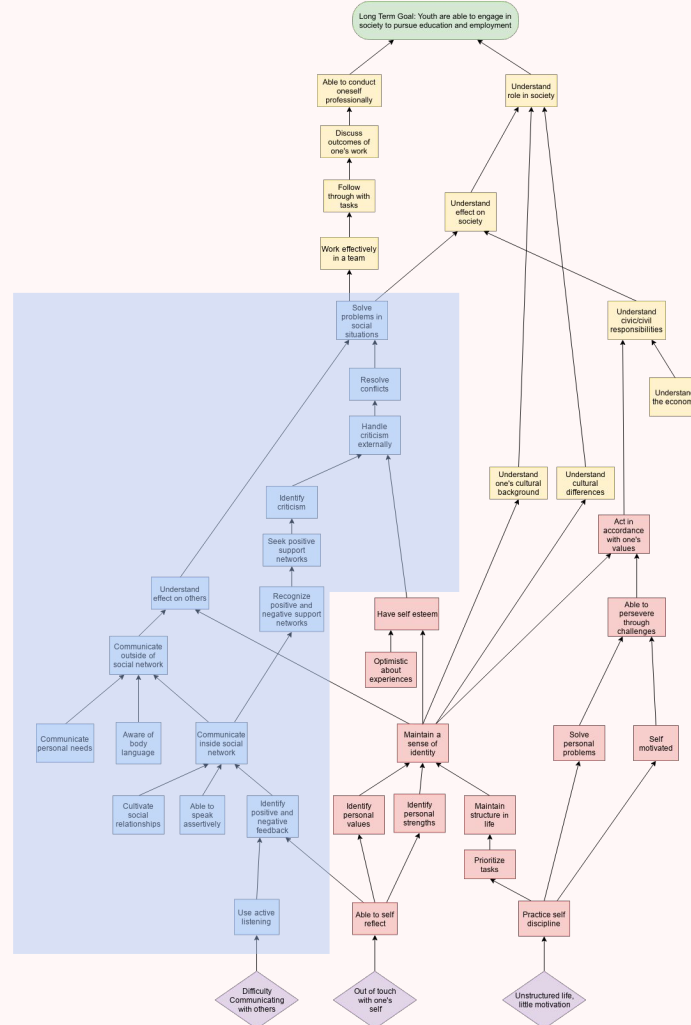 Long Term Goal: Youth are able to engage in
society to pursue education and employment
Able to conduct
oneself
professionally
Understand
role in society
Discuss
outcomes of
one's work
Follow
through with
tasks
Understand
effect on
society
Work effectively
in a team
Solve
problems in
social
situations
Understand
civic/civil
responsibilities
Resolve
conflicts
Understand
the econom
Handle
criticism
externally
Understand
one's cultural
background
Understand
cultural
differences
Identify
criticism
Act in
accordance
with one's
values
Seek positive
support
networks
Understand
effect on others
Recognize
positive and
negative support
networks
Have self esteem
Able to
persevere
through
challenges
Communicate
outside of
social network
Optimistic
about
experiences
Communicate
personal needs
Aware of
body
language
Communicate
inside social
network
Maintain a
sense of
identity
Solve
personal
problems
Self
motivated
Cultivate
social
relationships
Able to
speak
assertively
Identify
positive and
negative
feedback
Identify
personal
values
Identify
personal
strengths
Maintain
structure in
life
Prioritize
tasks
Use active
listening
Able to self
reflect
Practice self
discipline
Difficulty
Communicating
with others
Out of touch
with one's
self
Unstructured life,
little motivation